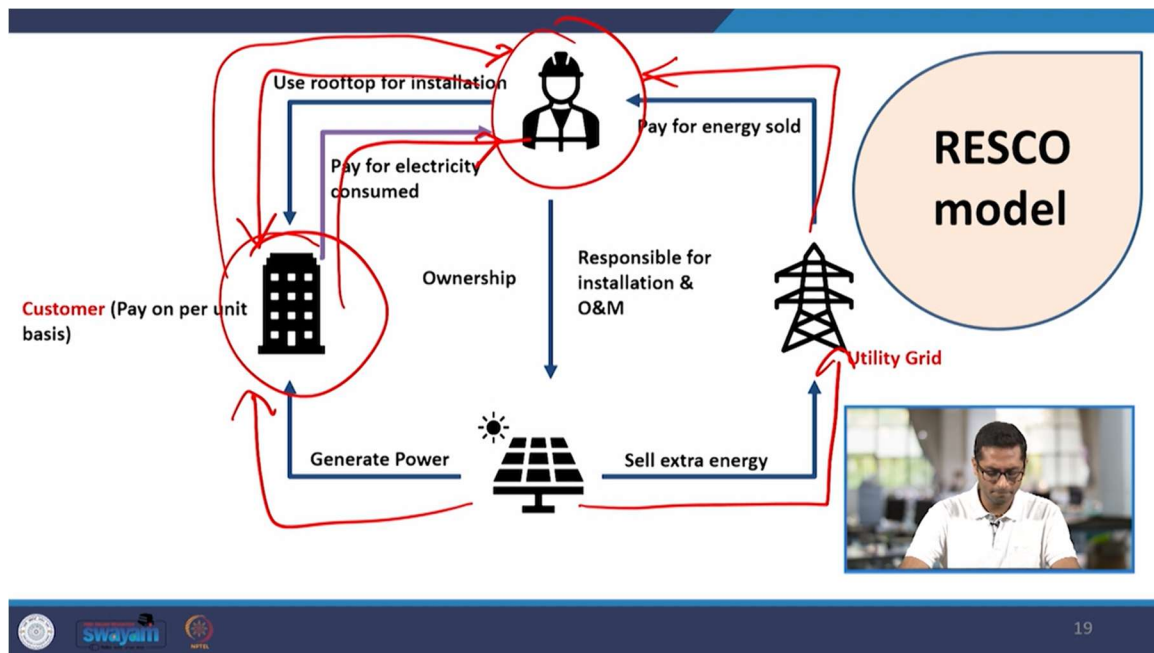 Use rooftop for installation
Pay for energy sold
RESCO
model
Pay for electricity
consumed
Ownership
Responsible for
installation &
O&M
Customer (Pay on per unit
basis)
Utility Grid
Generate Power
Sell extra energy
swayam
NPTEL
19